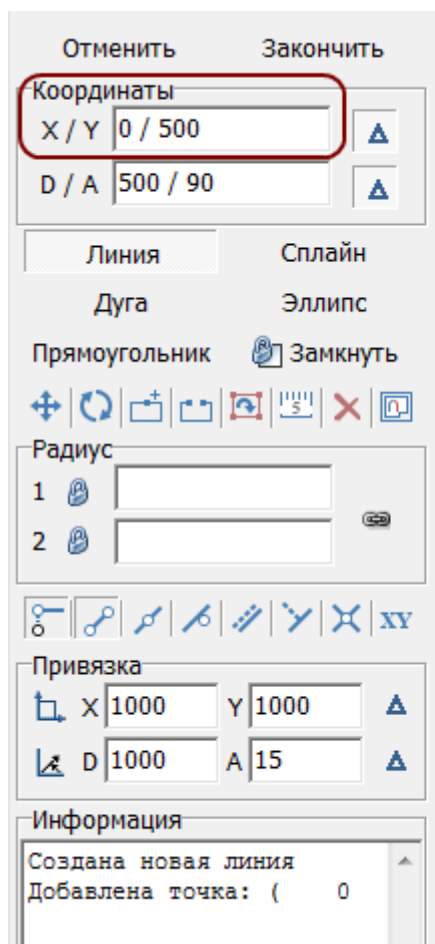 Отменить Закончить
Координаты
X / Y 0 / 500
D / A 500 / 90
Линия Сплайн
Дуга Эллипс
Прямоугольник Замкнуть
5
Радиус
1
2
XY
Привязка
X 1000 Y 1000
D 1000 A 15
Информация
Создана новая линия
Добавлена точка: ( 0